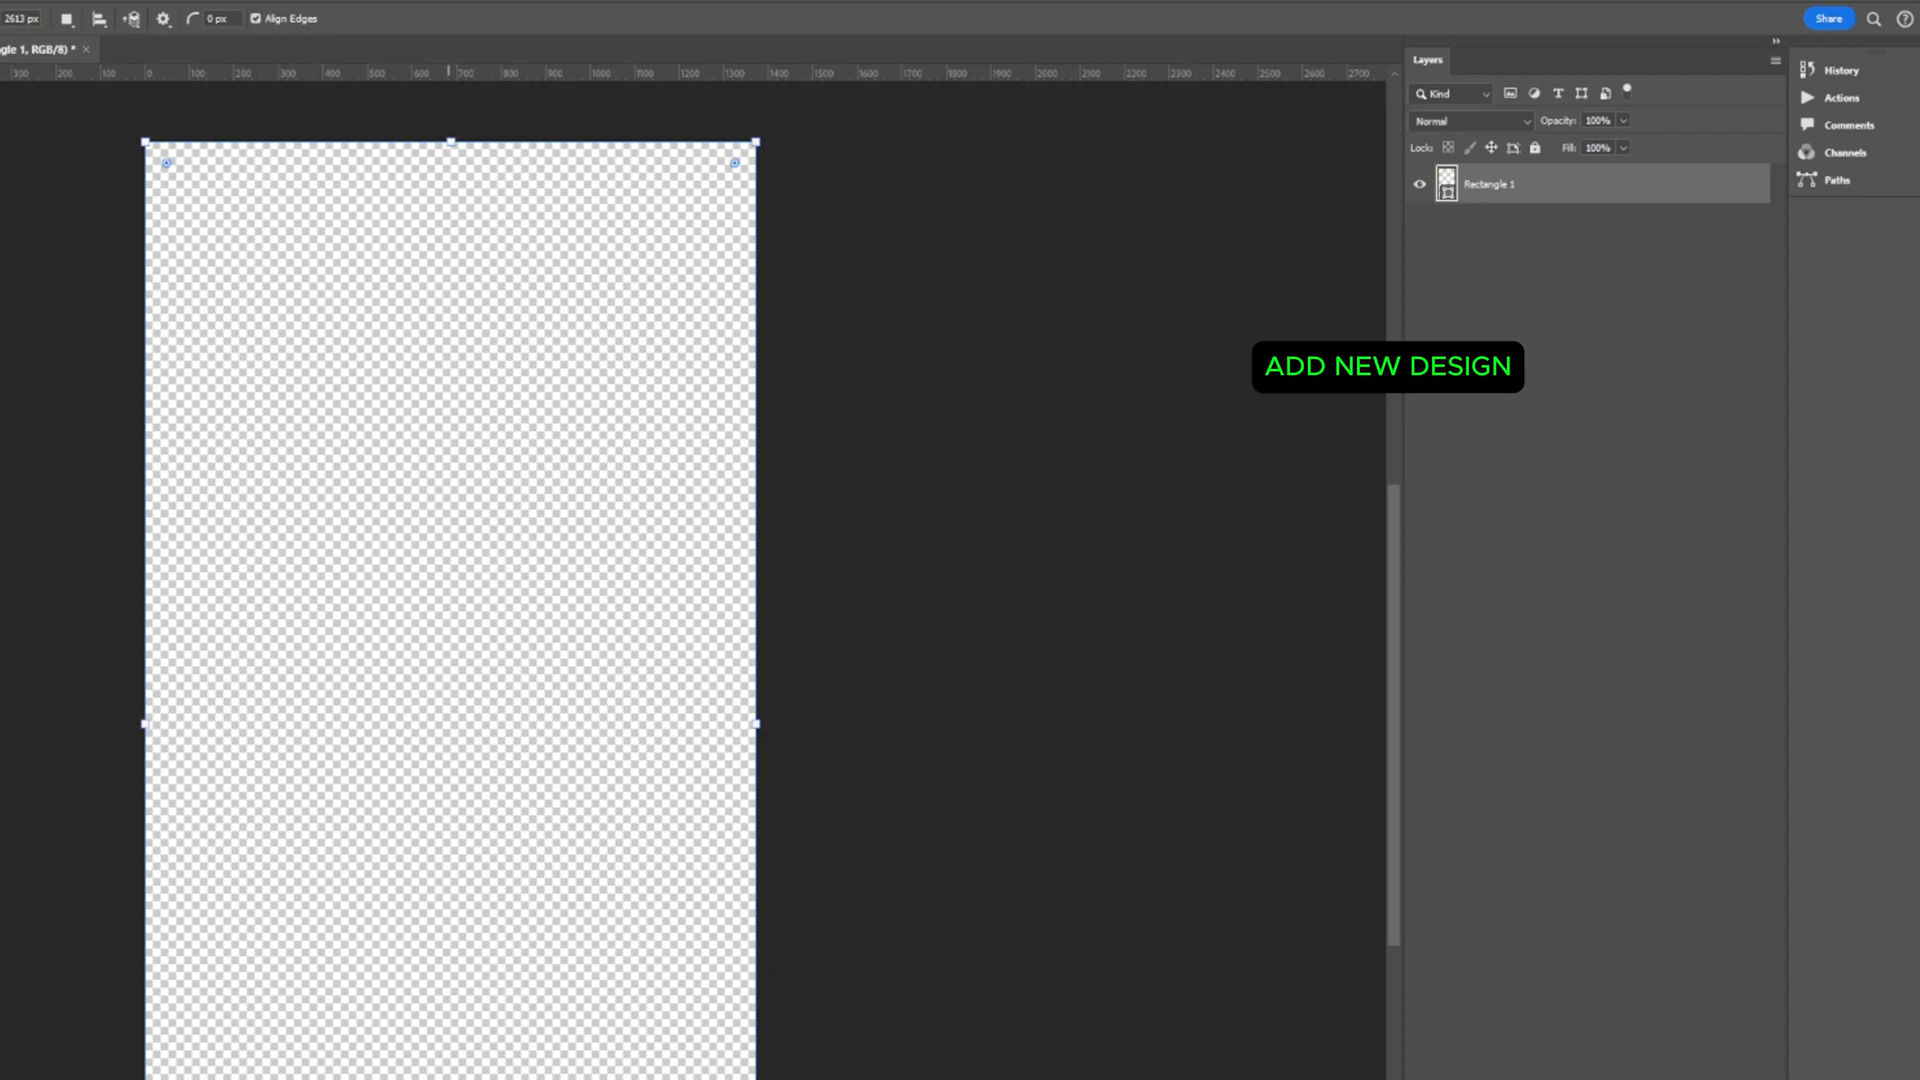 2613 px
0 px
Align Edges
Share
gle 1, RGB/8) *
300 200 100 0 100 200 300 400 500 600 700 800 900 1000 1100 1200 1300 1400 1500 1600 1700 1800 1900 2000 2100 2200 2300 2400 2500 2600 2700
Layers
Kind
Normal
Opacity: 100%
Lock:
Fill: 100%
Rectangle 1
History
Actions
Comments
Channels
Paths
ADD NEW DESIGN